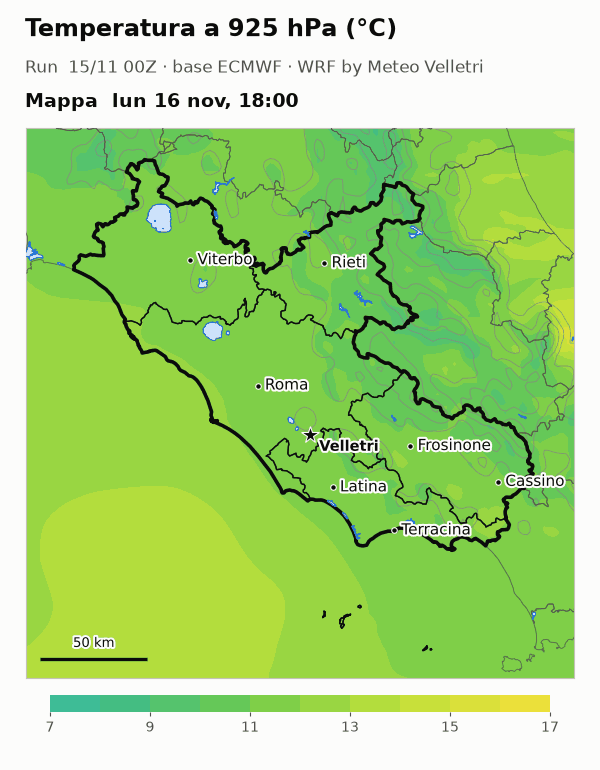 Temperatura a 925 hPa (°C)
Run  15/11 00Z · base ECMWF · WRF by Meteo Velletri
Mappa  lun 16 nov, 18:00
Viterbo
Rieti
Roma
Velletri
Frosinone
Cassino
Latina
Terracina
50 km
7 9 11 13 15 17